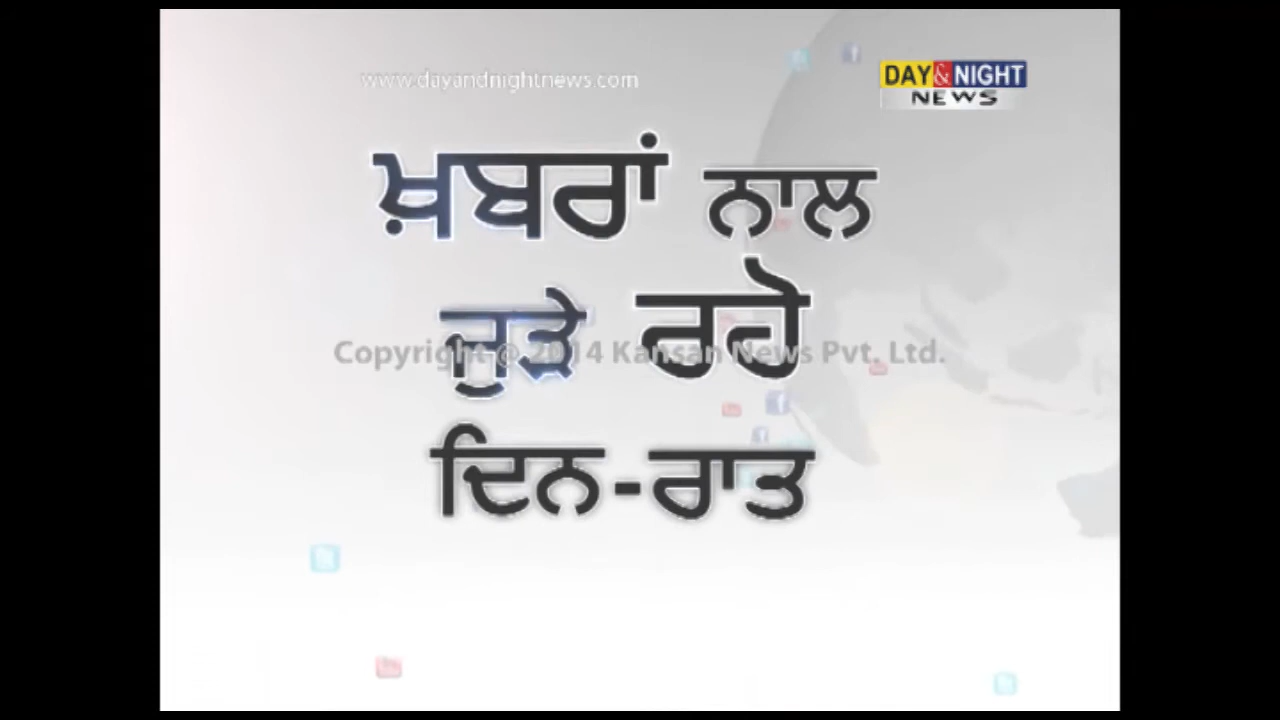 www.dayandnightnews.com
DAY&NIGHT
NEWS
ਖ਼ਬਰਾਂ ਨਾਲ
ਜੁੜੇ ਰਹੋ
Copyright @ 2014 Kansan News Pvt. Ltd.
ਦਿਨ-ਰਾਤ